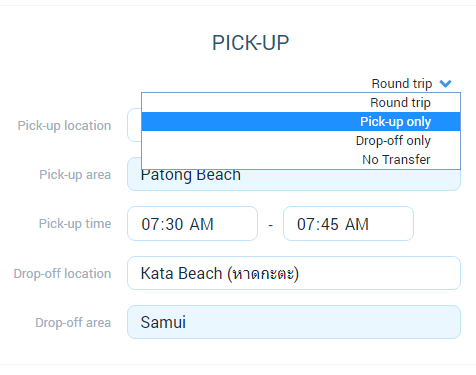 PICK-UP
Round trip
Round trip
Pick-up only
Drop-off only
No Transfer
Pick-up location
Pick-up area Patong Beach
Pick-up time 07:30 AM - 07:45 AM
Drop-off location Kata Beach (หาดกะตะ)
Drop-off area Samui